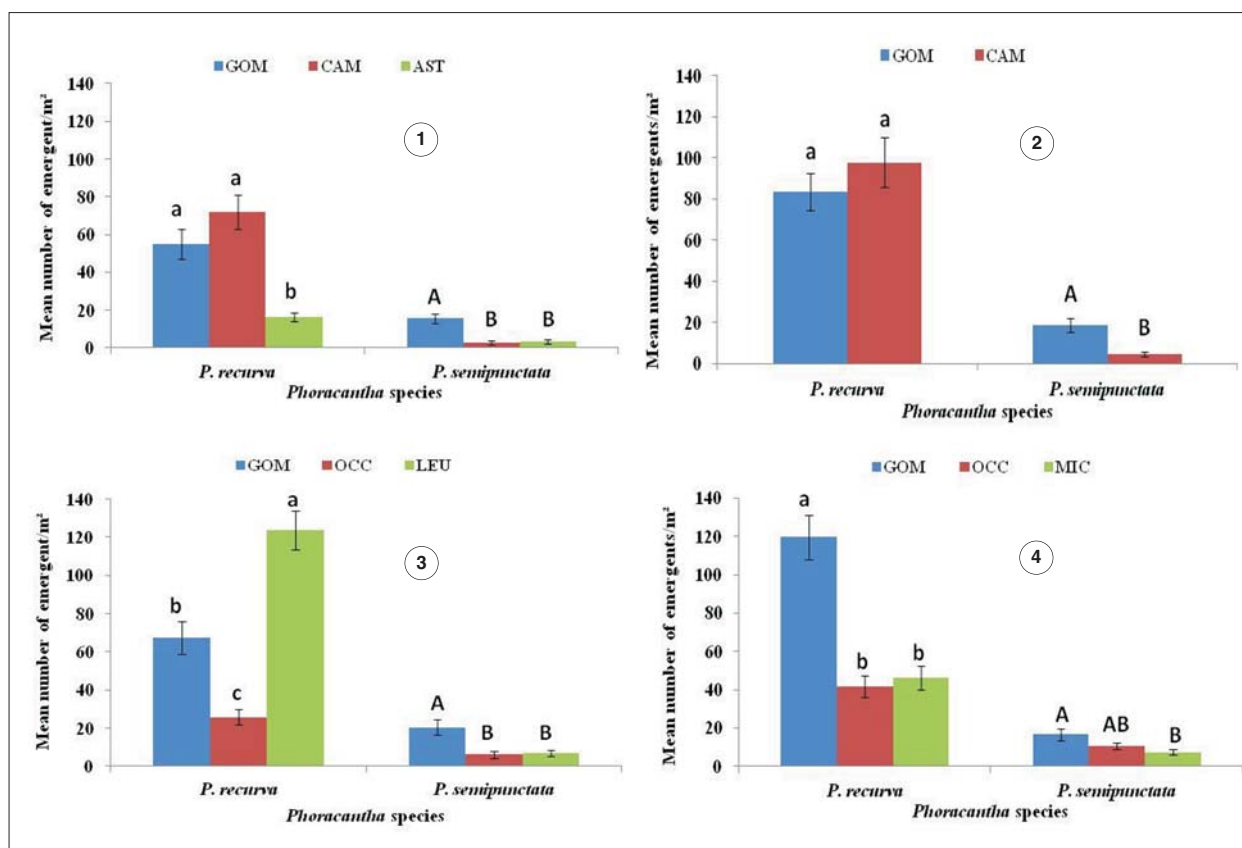 GOM CAM AST
Mean number of emergent/m²
140
120
100
80
60
40
20
0
1
a
a
b
A
B
B
P. recurva P. semipunctata
Phoracantha species
GOM CAM
Mean number of emergents/m²
140
120
100
80
60
40
20
0
2
a
a
A
B
P. recurva P. semipunctata
Phoracantha species
GOM OCC LEU
Mean number of emergent/m²
140
120
100
80
60
40
20
0
3
b
c
a
A
B
B
P. recurva P. semipunctata
Phoracantha species
GOM OCC MIC
Mean number of emergents/m²
140
120
100
80
60
40
20
0
4
a
b
b
A
AB
B
P. recurva P. semipunctata
Phoracantha species